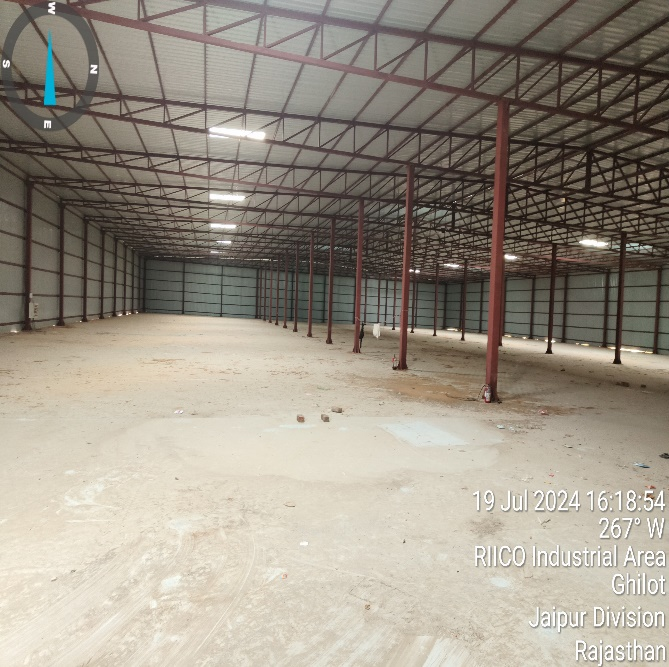 W
N
S
E
19 Jul 2024 16:18:54
267° W
RIICO Industrial Area
Ghilot
Jaipur Division
Rajasthan